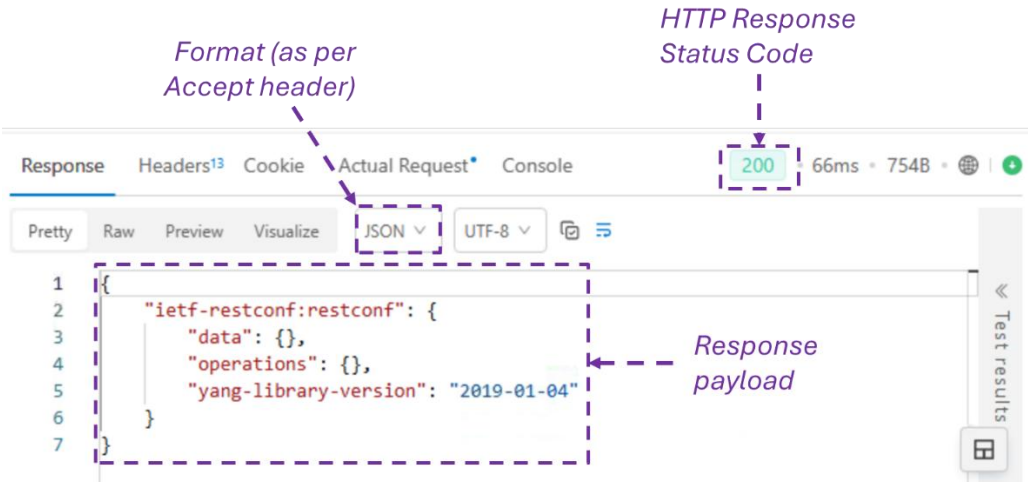 HTTP Response
Status Code
Format (as per
Accept header)
Response Headers13 Cookie Actual Request Console 200 66ms 754B
Pretty Raw Preview Visualize JSON UTF-8
1 {
2 "ietf-restconf:restconf": {
3 "data": {},
4 "operations": {},
5 "yang-library-version": "2019-01-04"
6 }
7 }
Response
payload
Test results